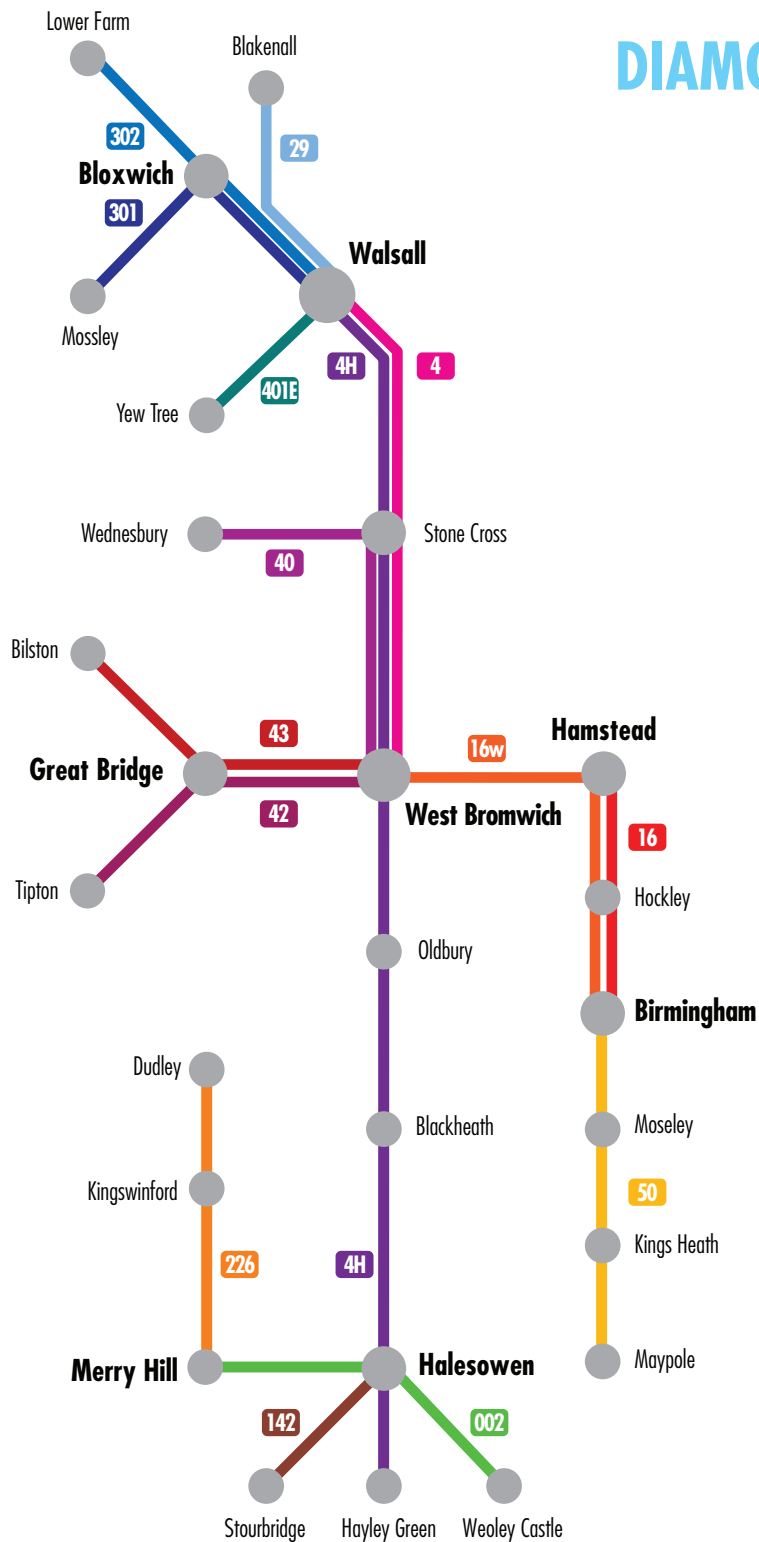 Lower Farm
Blakenall
DIAMO
302
29
Bloxwich
301
Walsall
Mossley
4H
4
401E
Yew Tree
Wednesbury
Stone Cross
40
Bilston
43
16w
Hamstead
Great Bridge
42
West Bromwich
16
Tipton
Hockley
Oldbury
Birmingham
Dudley
Blackheath
Moseley
Kingswinford
50
Kings Heath
226
4H
Merry Hill
Halesowen
Maypole
142
002
Stourbridge
Hayley Green
Weoley Castle